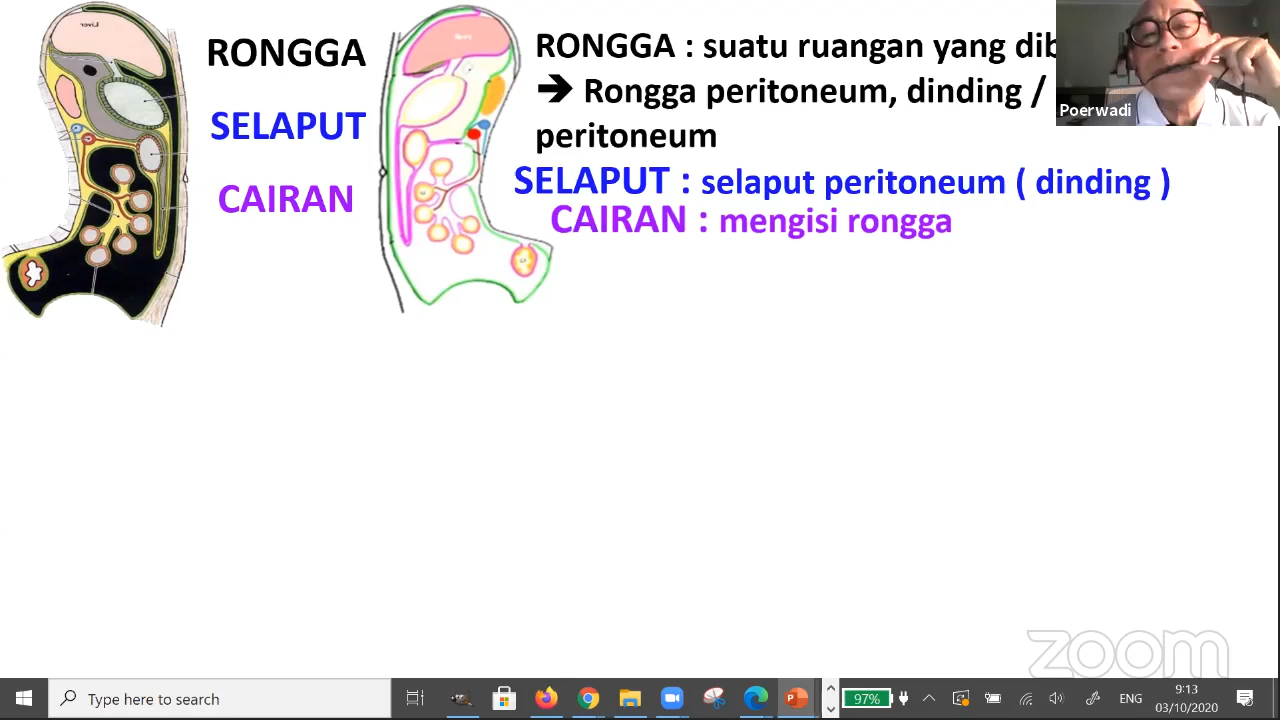 RONGGA
SELAPUT
CAIRAN
RONGGA : suatu ruangan yang
➔ Rongga peritoneum, dinding /
peritoneum
SELAPUT : selaput peritoneum ( dinding )
CAIRAN : mengisi rongga
Poerwadi
Liver
zoom
Type here to search
97%
ENG
9:13
03/10/2020